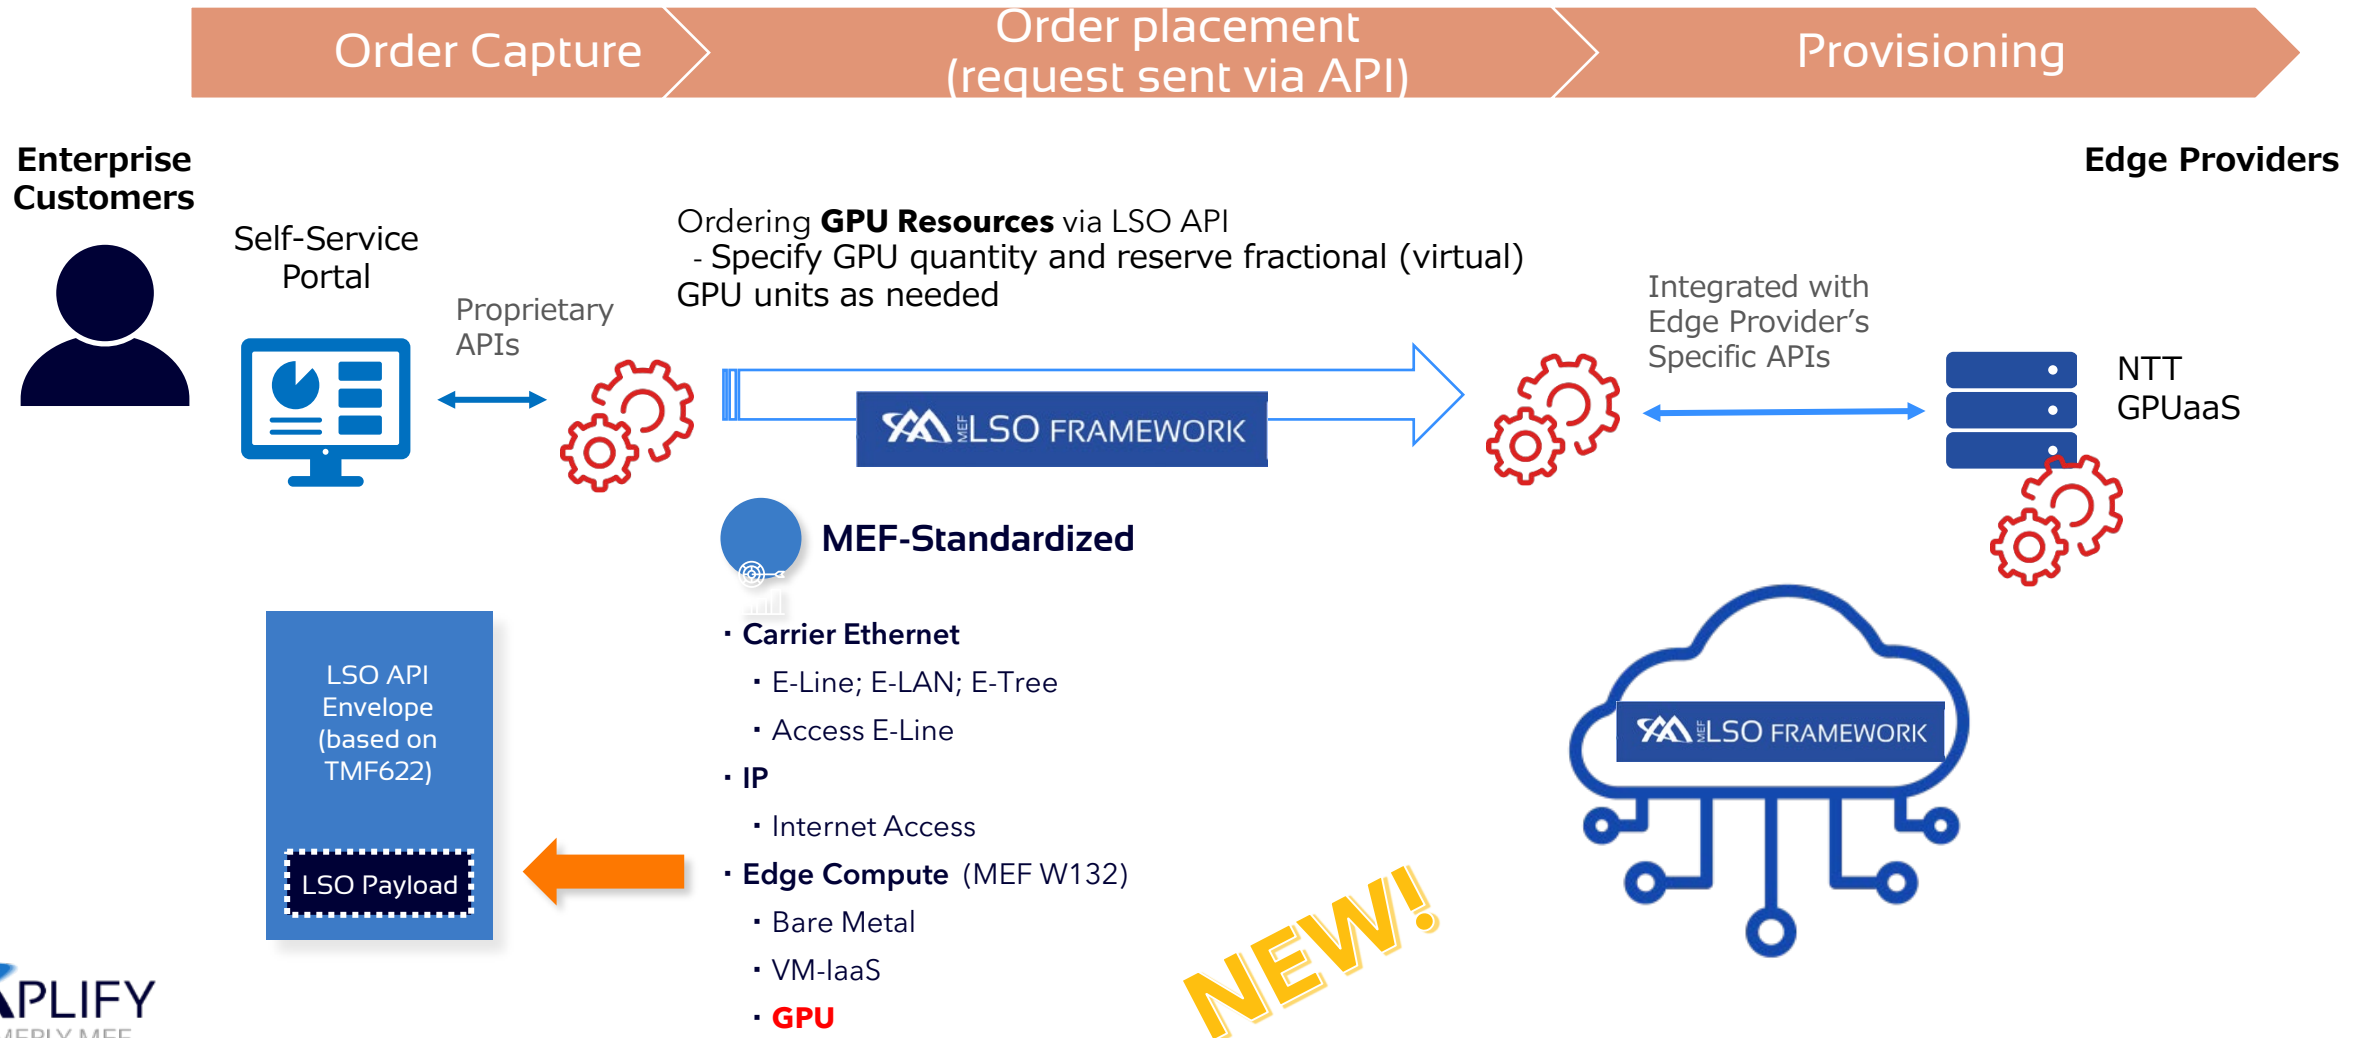 Order Capture
Order placement
(request sent via API)
Provisioning
Enterprise
Customers
Edge Providers
Self-Service
Portal
Proprietary
APIs
Ordering GPU Resources via LSO API
- Specify GPU quantity and reserve fractional (virtual)
GPU units as needed
Integrated with
Edge Provider's
Specific APIs
NTT
GPUaaS
MEF LSO FRAMEWORK
MEF-Standardized
▪ Carrier Ethernet
▪ E-Line; E-LAN; E-Tree
▪ Access E-Line
▪ IP
▪ Internet Access
▪ Edge Compute (MEF W132)
▪ Bare Metal
▪ VM-IaaS
▪ GPU
LSO API
Envelope
(based on
TMF622)
LSO Payload
MEF LSO FRAMEWORK
NEW!
PLIFY